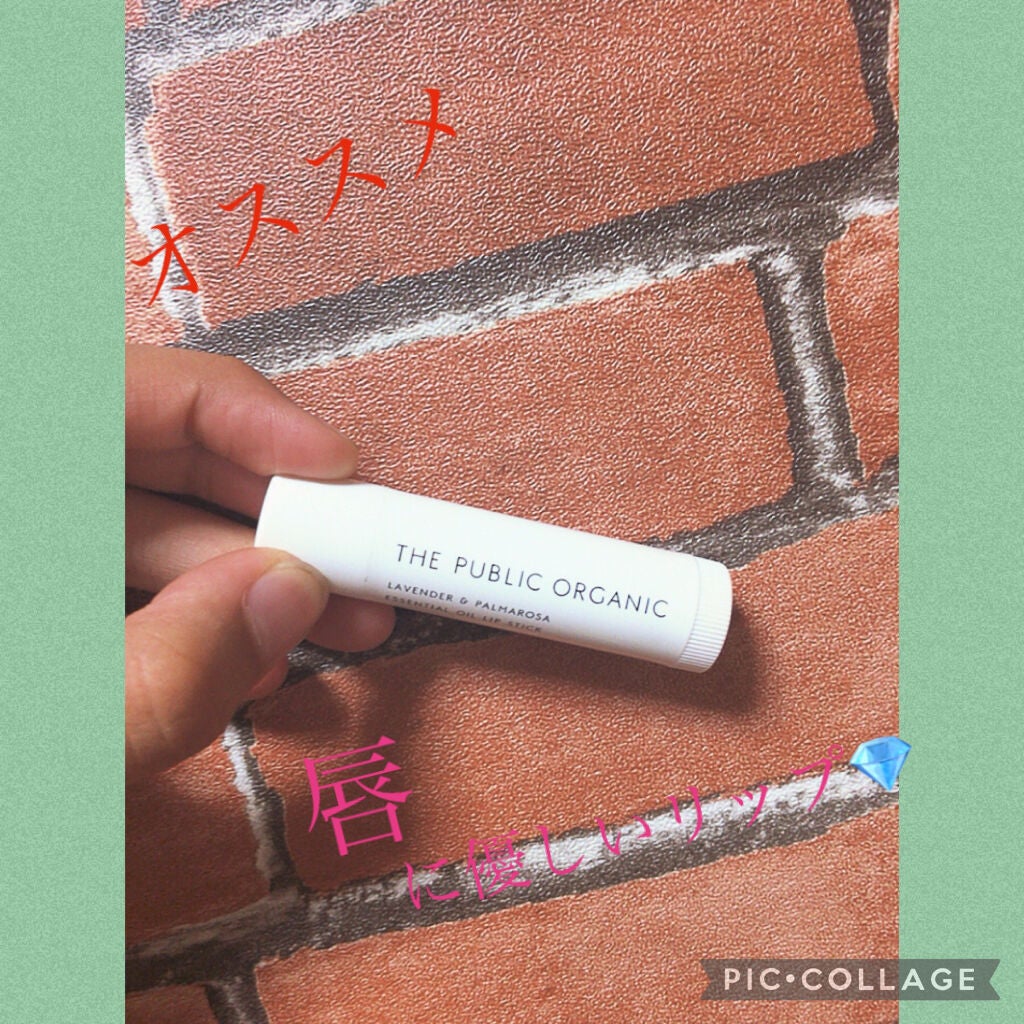 オススメ
THE PUBLIC ORGANIC
LAVENDER & PALMAROSA
ESSENTIAL OIL LIP STICK
唇
に優しいリップ
PIC•COLLAGE